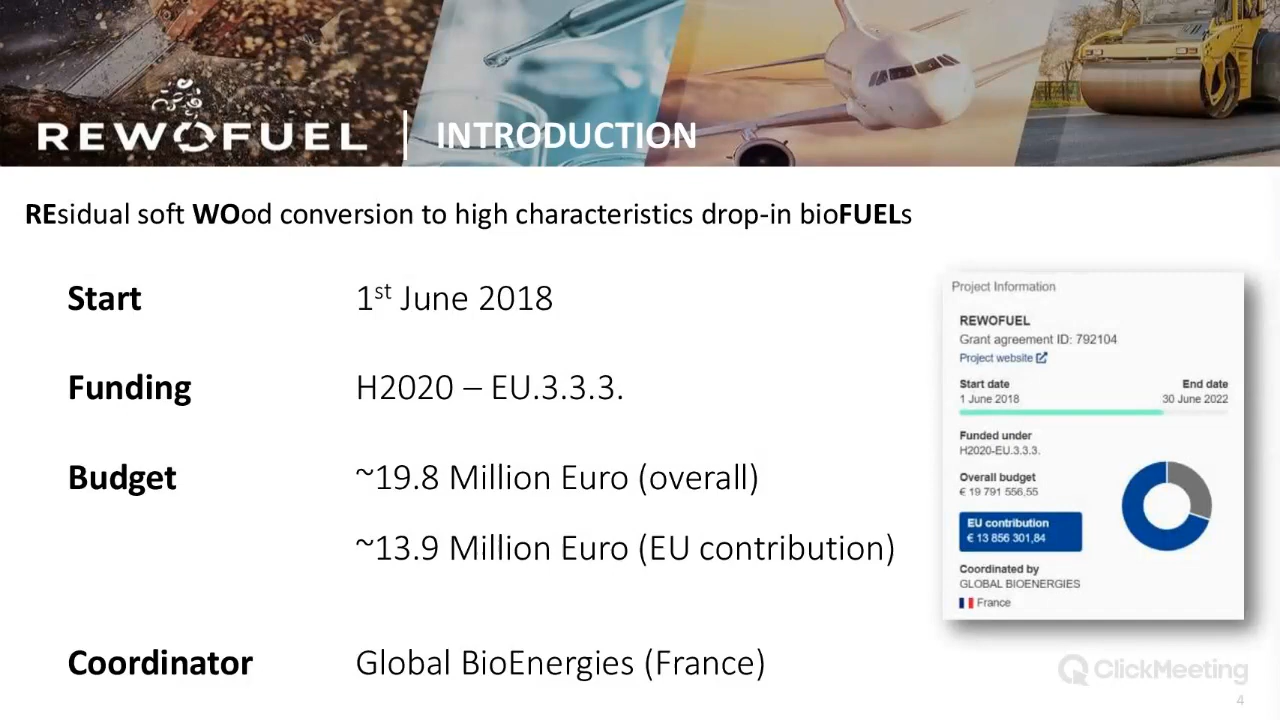 REWOFUEL
INTRODUCTION
REsidual soft WOod conversion to high characteristics drop-in bioFUELs
Start 1st June 2018
Funding H2020 – EU.3.3.3.
Budget ~19.8 Million Euro (overall)
~13.9 Million Euro (EU contribution)
Coordinator Global BioEnergies (France)
Project Information
REWOFUEL
Grant agreement ID: 792104
Project website
Start date End date
1 June 2018 30 June 2022
Funded under
H2020-EU.3.3.3.
Overall budget
€ 19 791 556,55
EU contribution
€ 13 856 301,84
Coordinated by
GLOBAL BIOENERGIES
France
ClickMeeting
4